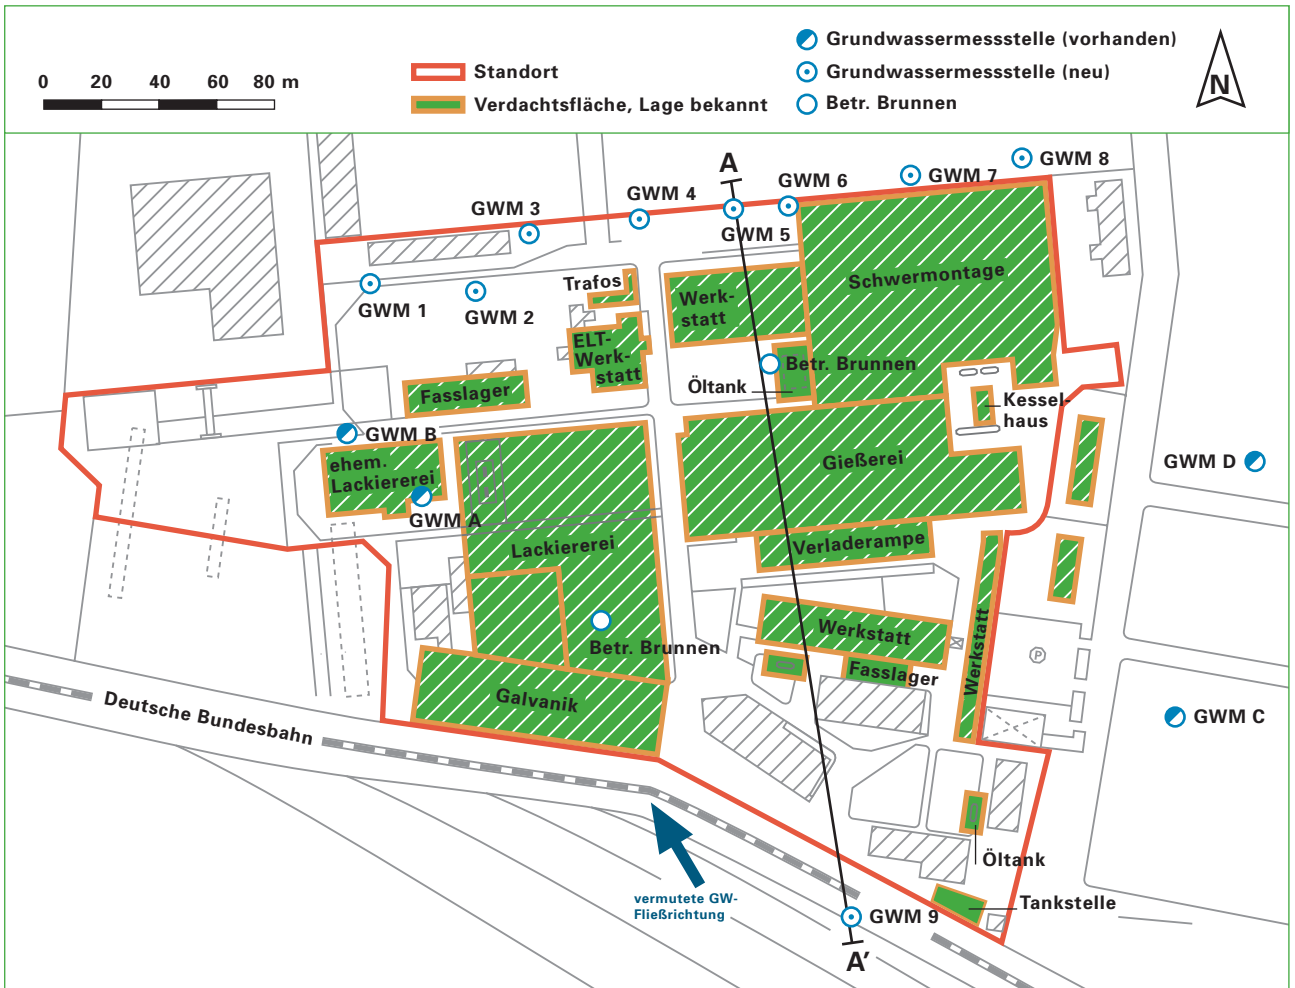 0 20 40 60 80 m
Standort
Verdachtsfläche, Lage bekannt
Grundwassermessstelle (vorhanden)
Grundwassermessstelle (neu)
Betr. Brunnen
N
A
GWM 8
GWM 7
GWM 6
GWM 4
GWM 3
GWM 5
GWM 1
GWM 2
Trafos
Werk-
statt
Schwermontage
ELT-
Werk-
statt
Betr. Brunnen
Öltank
Fasslager
Kessel-
haus
GWM B
ehem.
Lackiererei
GWM A
Gießerei
GWM D
Lackiererei
Verladerampe
Werkstatt
Werkstatt
Betr. Brunnen
Fasslager
P
Galvanik
GWM C
Deutsche Bundesbahn
Öltank
vermutete GW-
Fließrichtung
Tankstelle
GWM 9
A′